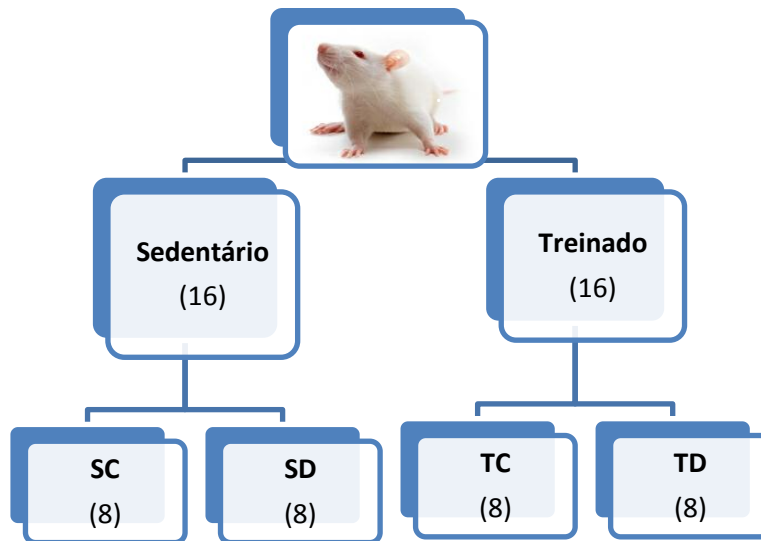 Sedentário
(16)
Treinado
(16)
SC
(8)
SD
(8)
TC
(8)
TD
(8)